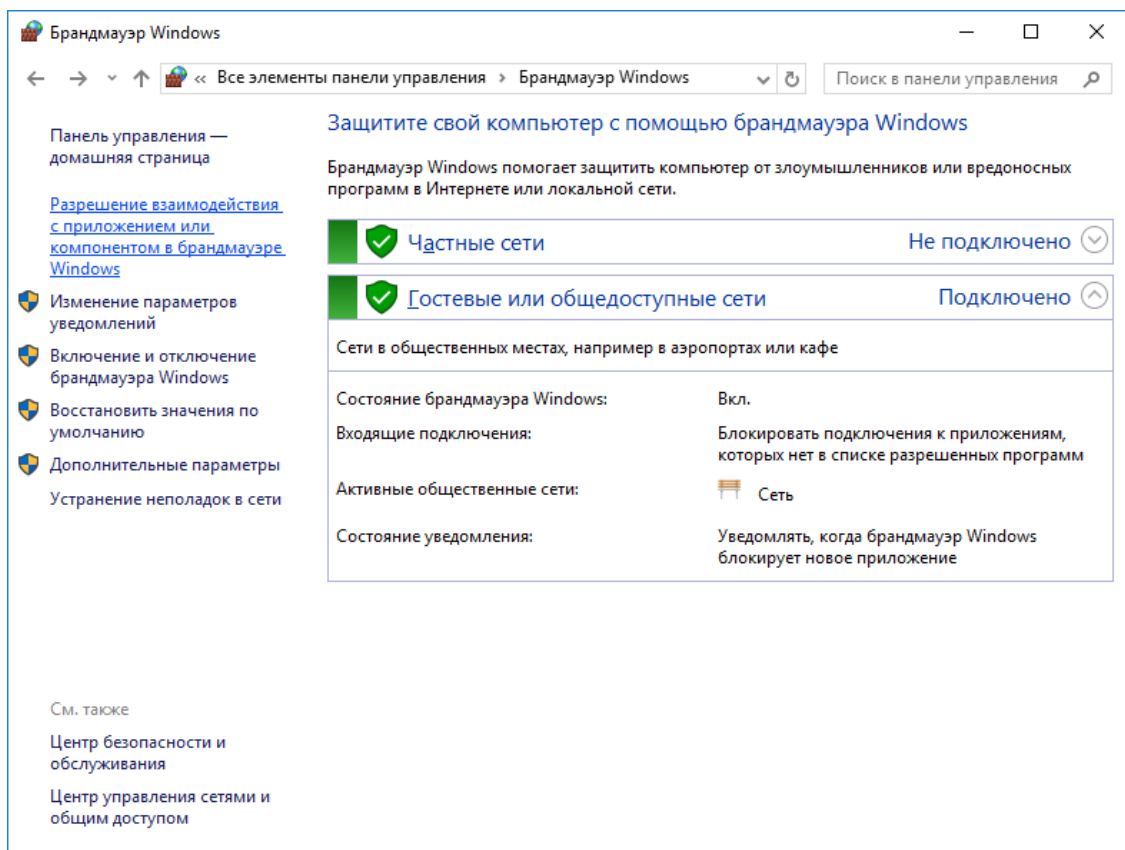 Брандмауэр Windows
« Все элементы панели управления › Брандмауэр Windows
Поиск в панели управления
Панель управления —
домашняя страница
Разрешение взаимодействия
с приложением или
компонентом в брандмауэре
Windows
Изменение параметров
уведомлений
Включение и отключение
брандмауэра Windows
Восстановить значения по
умолчанию
Дополнительные параметры
Устранение неполадок в сети
См. также
Центр безопасности и
обслуживания
Центр управления сетями и
общим доступом
Защитите свой компьютер с помощью брандмауэра Windows
Брандмауэр Windows помогает защитить компьютер от злоумышленников или вредоносных
программ в Интернете или локальной сети.
Частные сети Не подключено
Гостевые или общедоступные сети Подключено
Сети в общественных местах, например в аэропортах или кафе
Состояние брандмауэра Windows: Вкл.
Входящие подключения: Блокировать подключения к приложениям,
которых нет в списке разрешенных программ
Активные общественные сети: Сеть
Состояние уведомления: Уведомлять, когда брандмауэр Windows
блокирует новое приложение